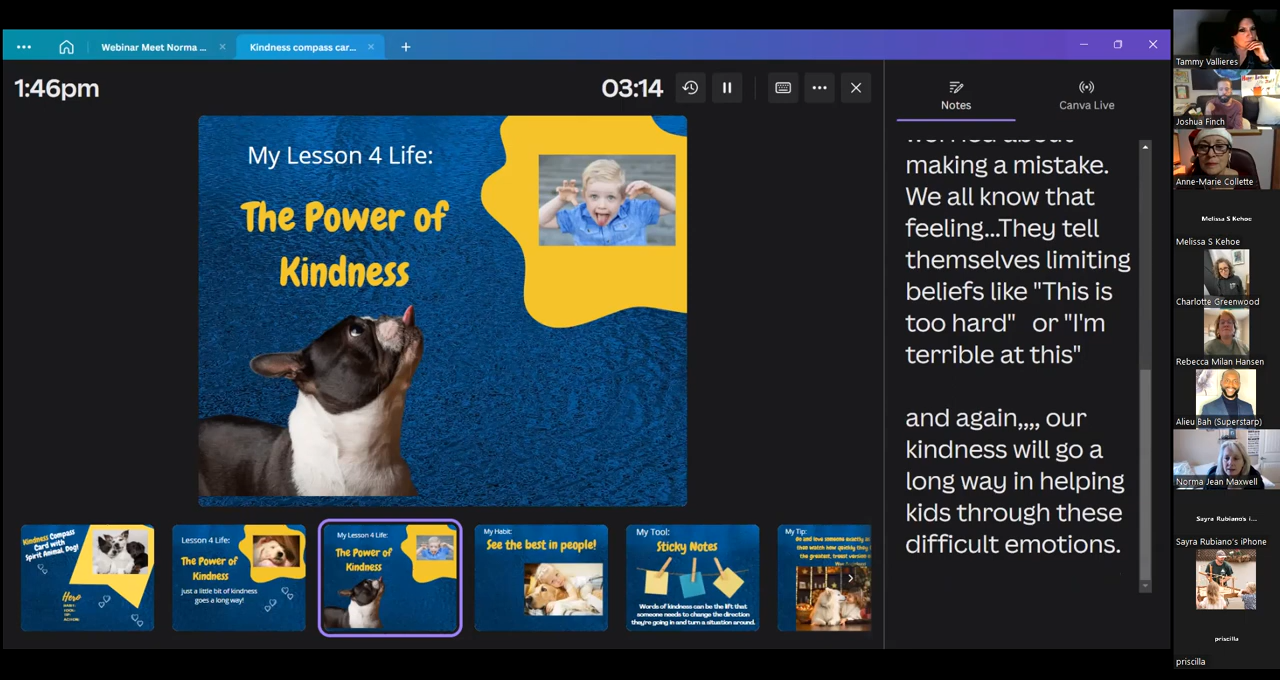 Webinar Meet Norma ...
Kindness compass car...
1:46pm
03:14
Notes
Canva Live
My Lesson 4 Life:
The Power of
Kindness
worried about
making a mistake.
We all know that
feeling...They tell
themselves limiting
beliefs like "This is
too hard" or "I'm
terrible at this"
and again,,,, our
kindness will go a
long way in helping
kids through these
difficult emotions.
Kindness Compass
Card with
Spirit Animal, Dog!
Hero
HABIT-
TOOL-
TIP-
ACTION-
Lesson 4 Life:
The Power of
Kindness
just a little bit of kindness
goes a long way!
My Lesson 4 Life:
The Power of
Kindness
My Habit:
See the best in people!
My Tool:
Sticky Notes
Words of kindness can be the lift that
someone needs to change the direction
they're going in and turn a situation around.
My Tip:
Tammy Vallieres
Joshua Finch
Anne-Marie Collette
Melissa S Kehoe
Melissa S Kehoe
Charlotte Greenwood
Rebecca Milan Hansen
Alieu Bah (Superstarp)
Norma Jean Maxwell
Sayra Rubiano's i...
Sayra Rubiano's iPhone
priscilla
priscilla